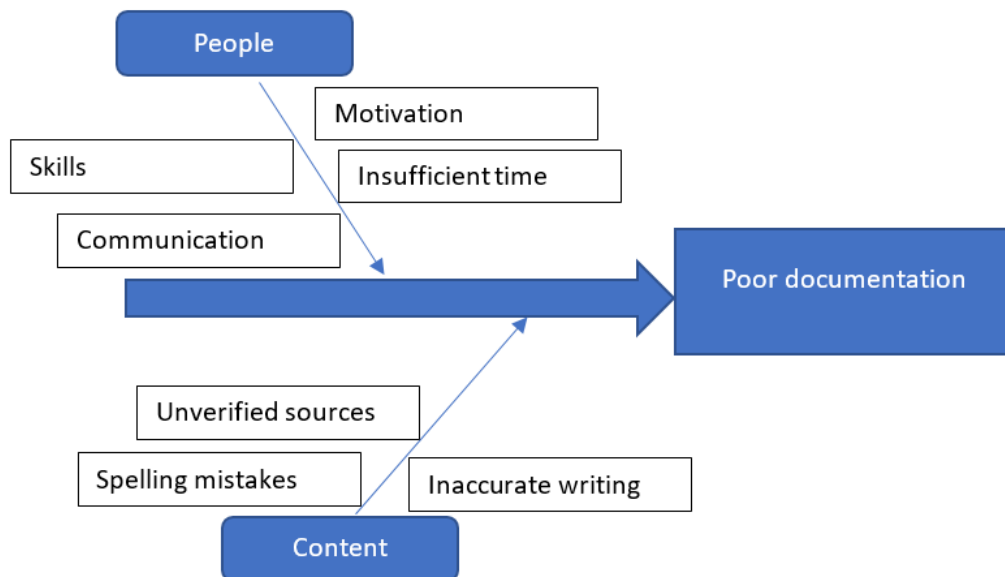 People
Motivation
Skills
Insufficient time
Communication
Poor documentation
Unverified sources
Spelling mistakes
Inaccurate writing
Content